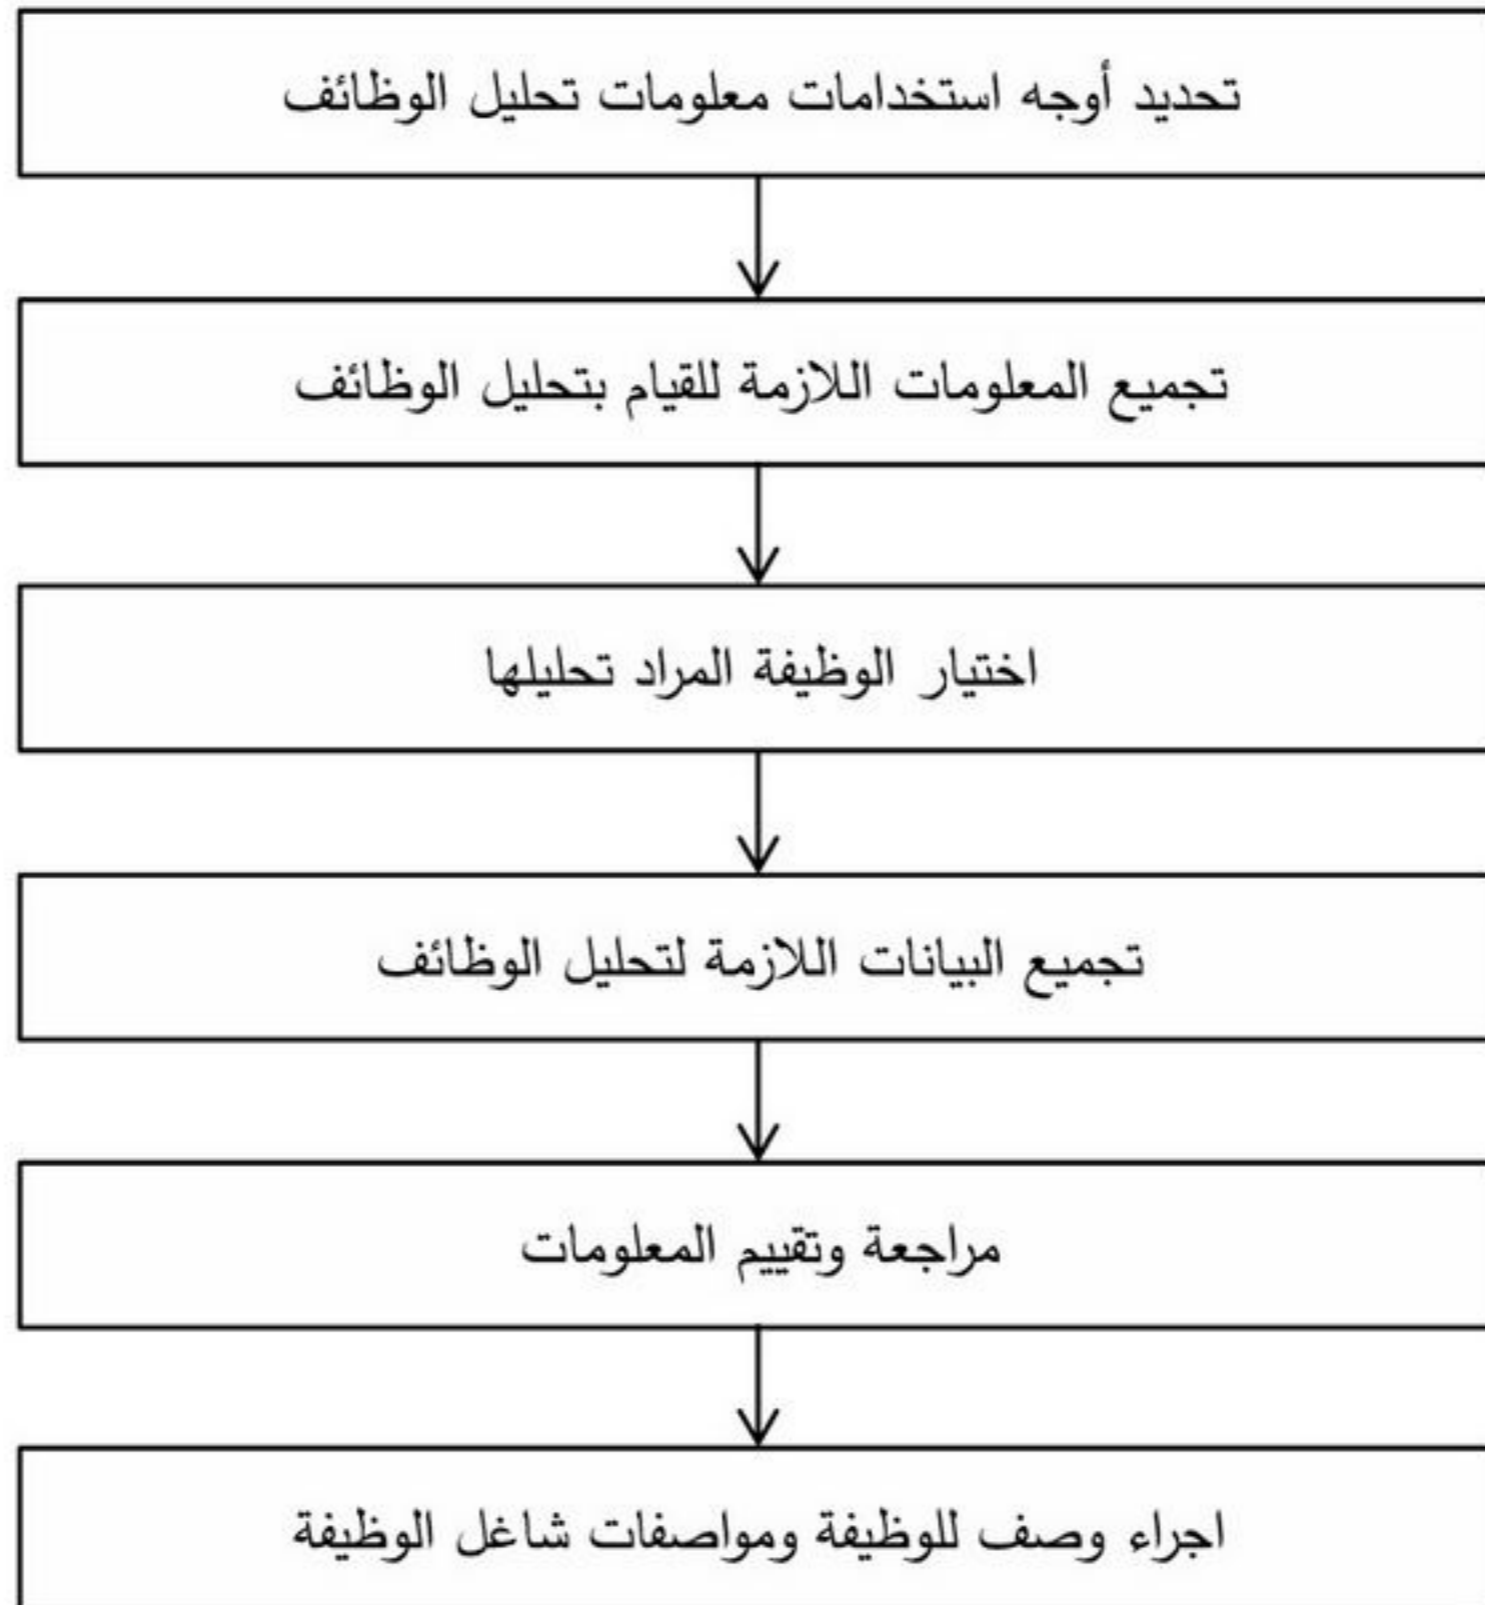 تحديد أوجه استخدامات معلومات تحليل الوظائف
تجميع المعلومات اللازمة للقيام بتحليل الوظائف
اختيار الوظيفة المراد تحليلها
تجميع البيانات اللازمة لتحليل الوظائف
مراجعة وتقييم المعلومات
اجراء وصف للوظيفة ومواصفات شاغل الوظيفة